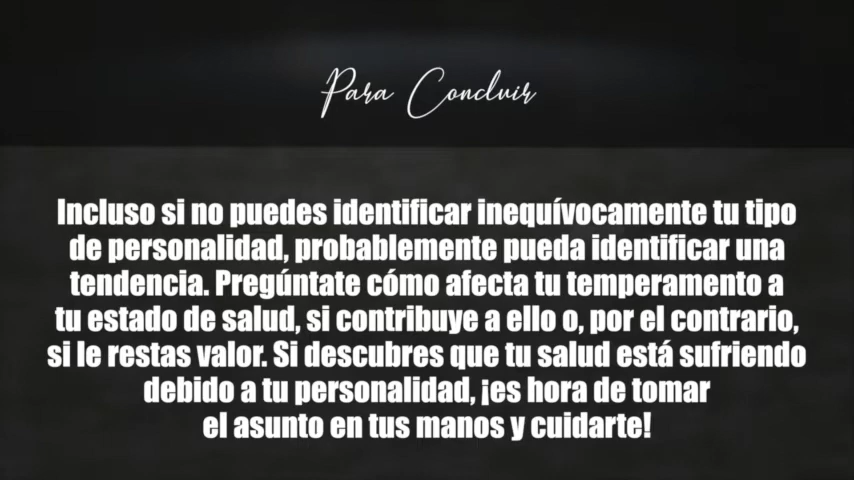 Para Concluir
Incluso si no puedes identificar inequívocamente tu tipo
de personalidad, probablemente pueda identificar una
tendencia. Pregúntate cómo afecta tu temperamento a
tu estado de salud, si contribuye a ello o, por el contrario,
si le restas valor. Si descubres que tu salud está sufriendo
debido a tu personalidad, ¡es hora de tomar
el asunto en tus manos y cuidarte!